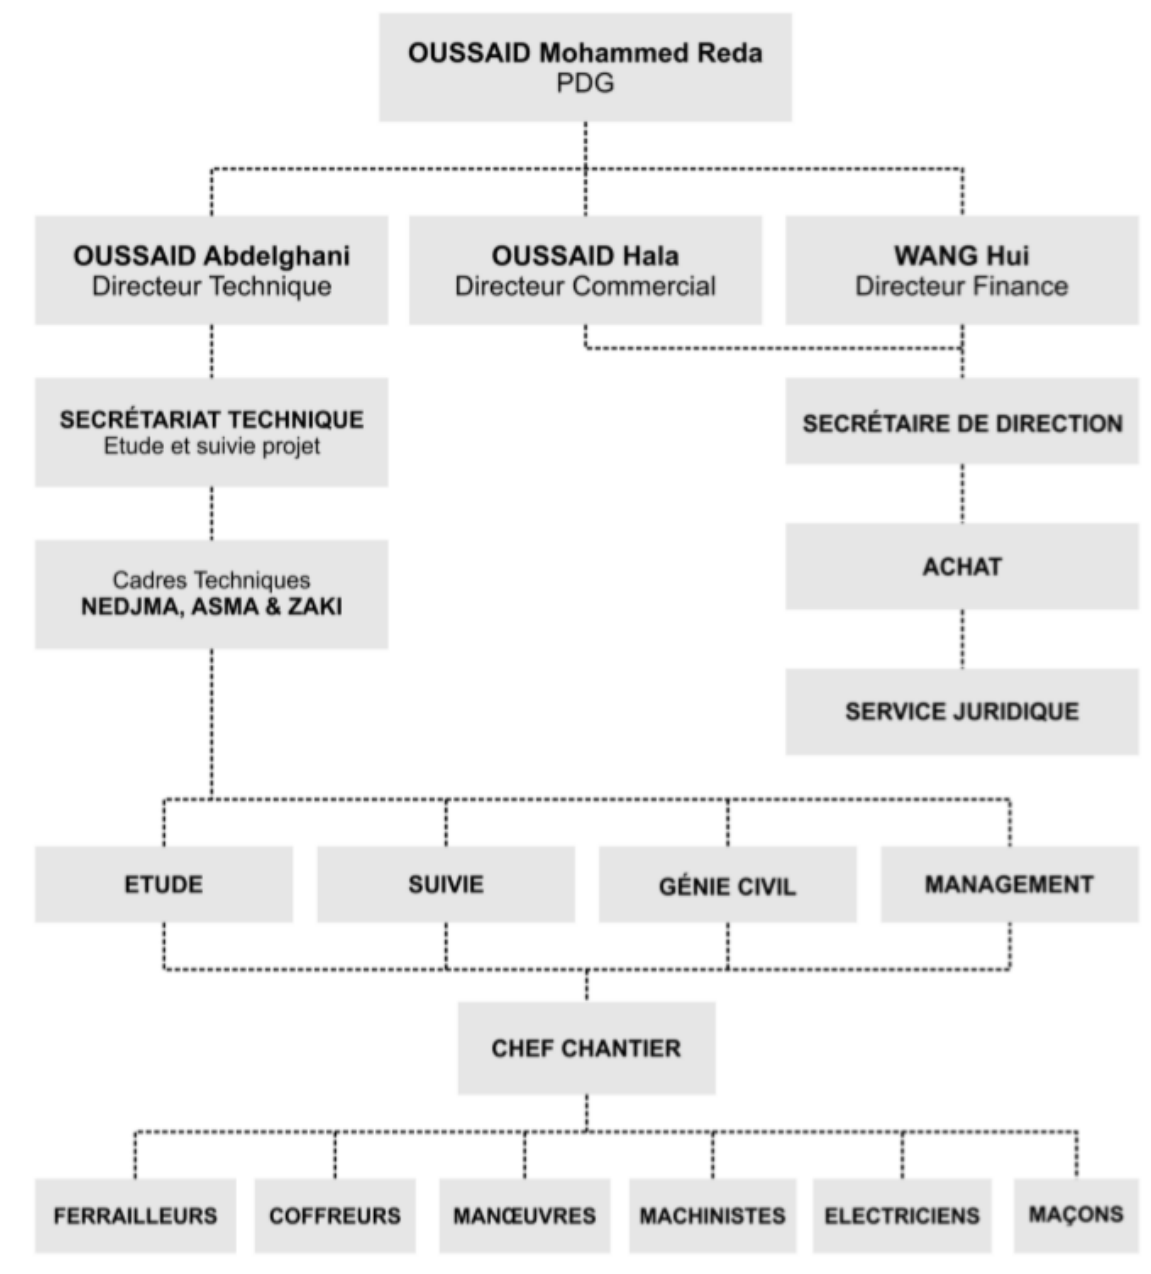 OUSSAID Mohammed Reda
PDG
OUSSAID Abdelghani
Directeur Technique
OUSSAID Hala
Directeur Commercial
WANG Hui
Directeur Finance
SECRÉTARIAT TECHNIQUE
Etude et suivie projet
SECRÉTAIRE DE DIRECTION
Cadres Techniques
NEDJMA, ASMA & ZAKI
ACHAT
SERVICE JURIDIQUE
ETUDE
SUIVIE
GÉNIE CIVIL
MANAGEMENT
CHEF CHANTIER
FERRAILLEURS
COFFREURS
MANŒUVRES
MACHINISTES
ELECTRICIENS
MAÇONS